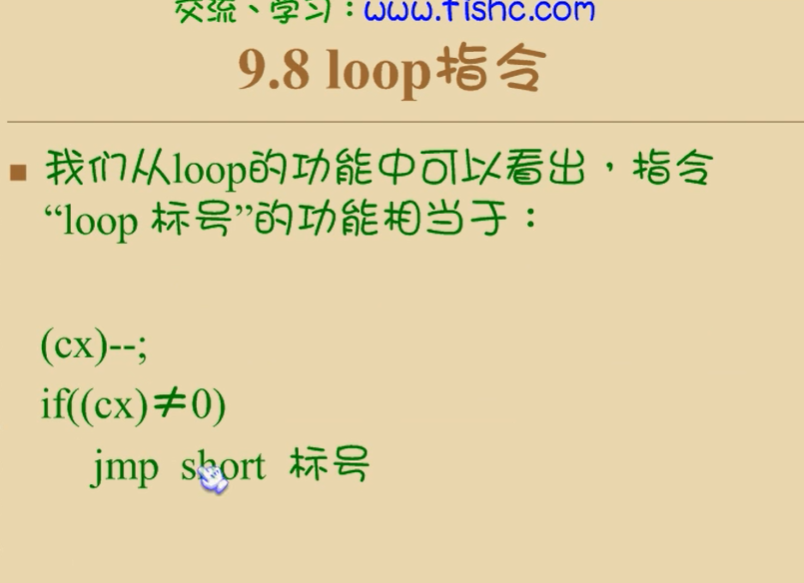 交流、学习：www.fishc.com
9.8 loop指令
■ 我们从loop的功能中可以看出，指令
“loop 标号”的功能相当于：
(cx)--;
if((cx)≠0)
jmp short 标号